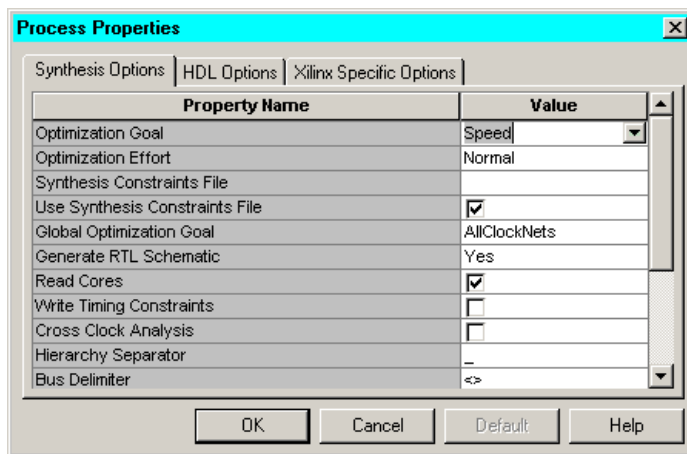 Process Properties
Synthesis Options HDL Options Xilinx Specific Options
Property Name Value
Optimization Goal Speed
Optimization Effort Normal
Synthesis Constraints File
Use Synthesis Constraints File
Global Optimization Goal AllClockNets
Generate RTL Schematic Yes
Read Cores
Write Timing Constraints
Cross Clock Analysis
Hierarchy Separator _
Bus Delimiter <>
OK Cancel Default Help